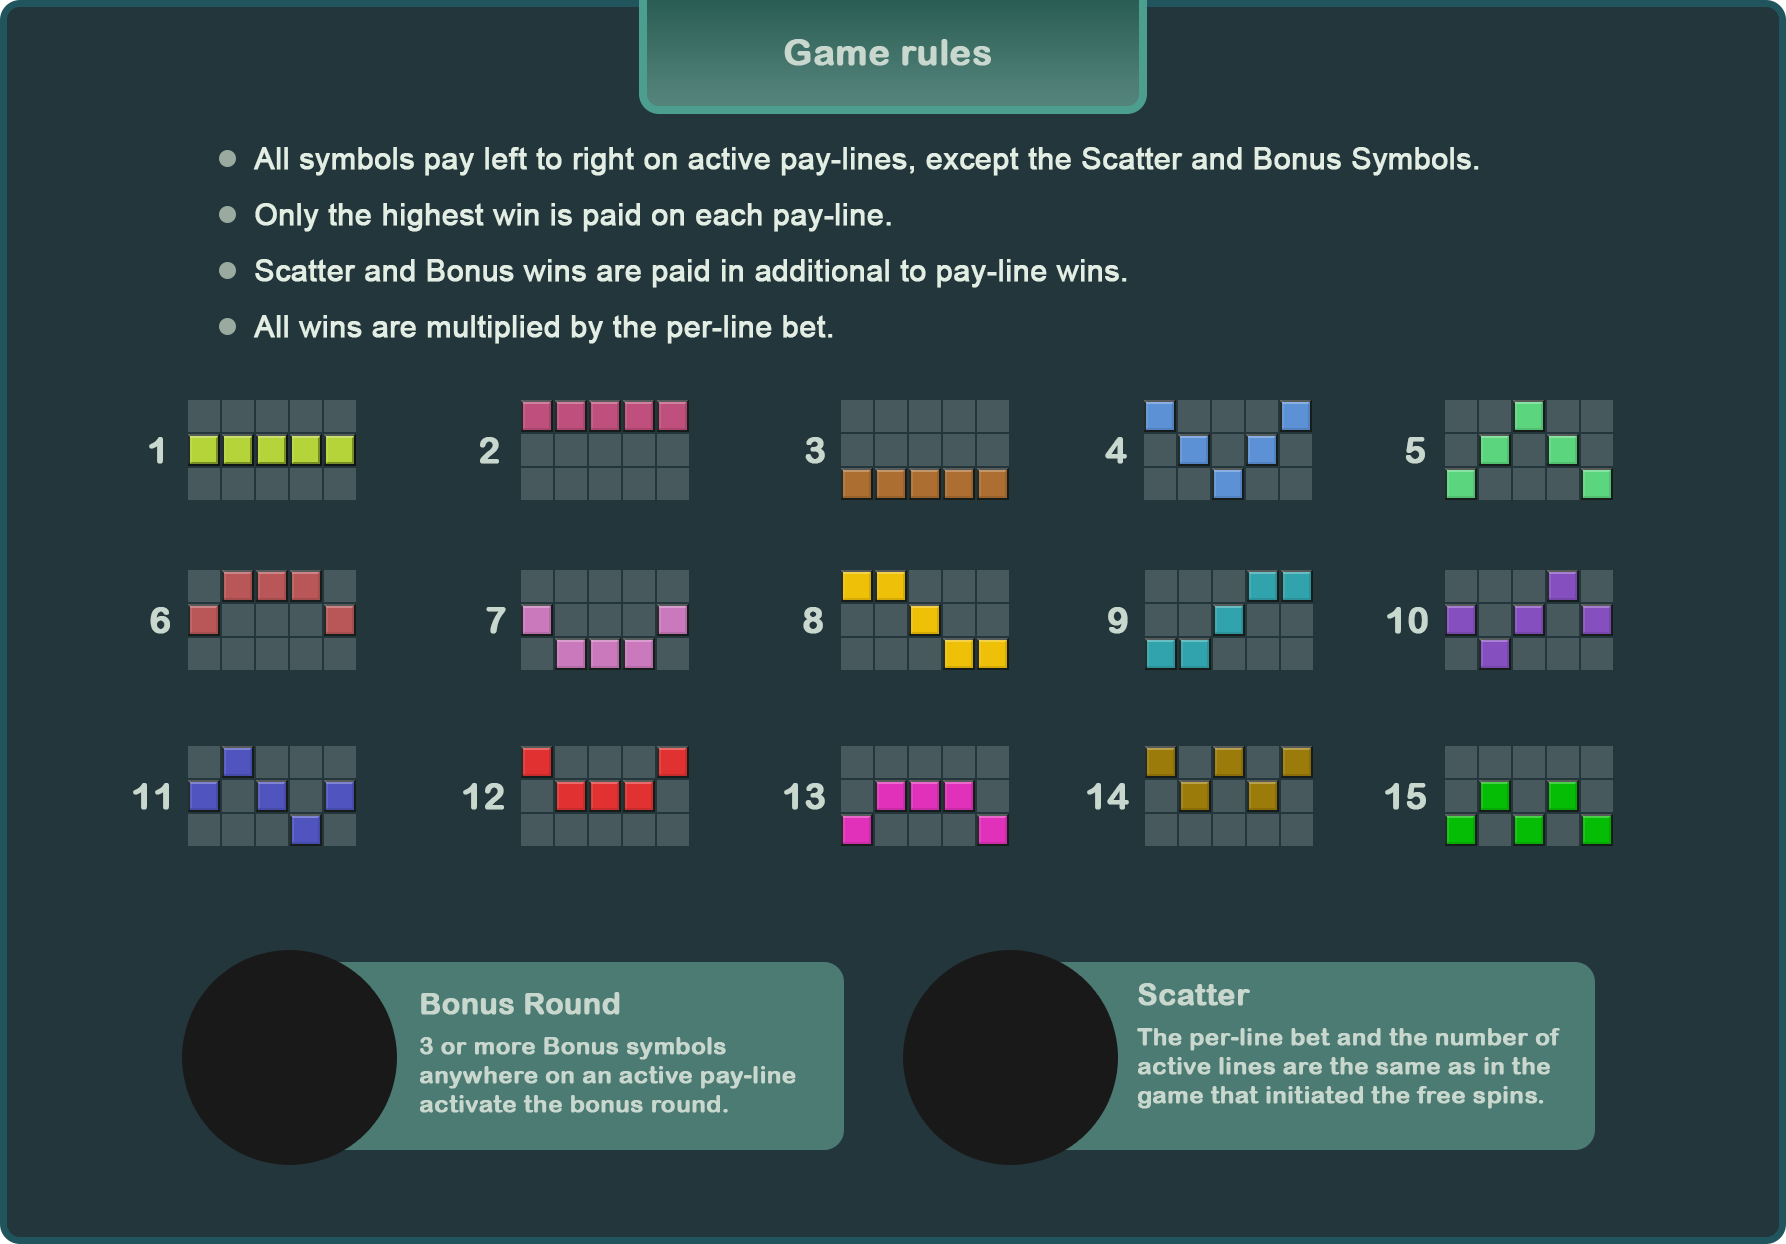 Game rules
All symbols pay left to right on active pay-lines, except the Scatter and Bonus Symbols.
Only the highest win is paid on each pay-line.
Scatter and Bonus wins are paid in additional to pay-line wins.
All wins are multiplied by the per-line bet.
1
2
3
4
5
6
7
8
9
10
11
12
13
14
15
Bonus Round
3 or more Bonus symbols
anywhere on an active pay-line
activate the bonus round.
Scatter
The per-line bet and the number of
active lines are the same as in the
game that initiated the free spins.